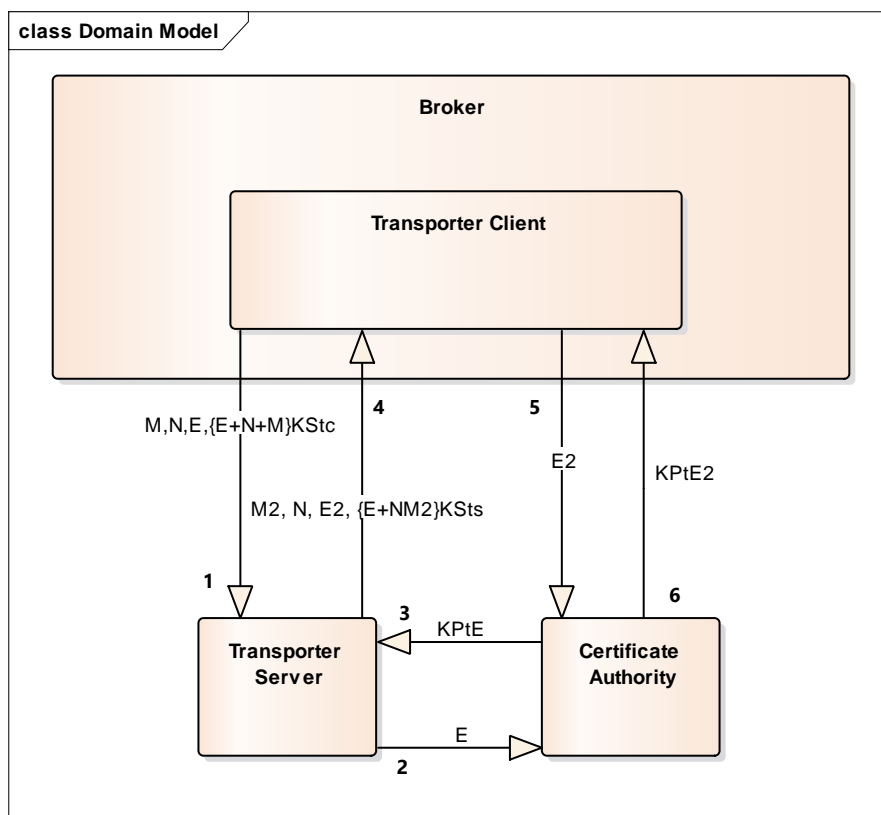 class Domain Model
Broker
Transporter Client
4
5
M,N,E,{E+N+M}KStc
E2
KPtE2
M2, N, E2, {E+NM2}KSts
1
3
6
KPtE
Transporter
Server
Certificate
Authority
E
2